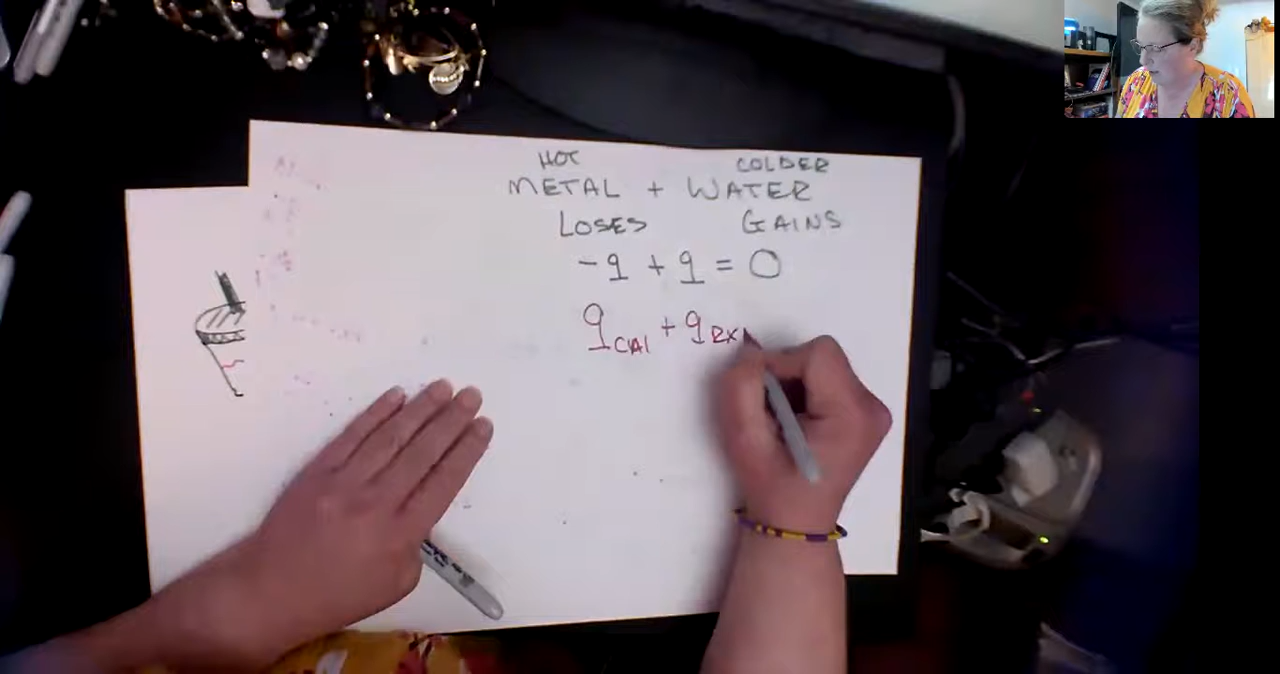 HOT COLDER
METAL + WATER
LOSES GAINS
-q + q = 0
qCAl + qRX